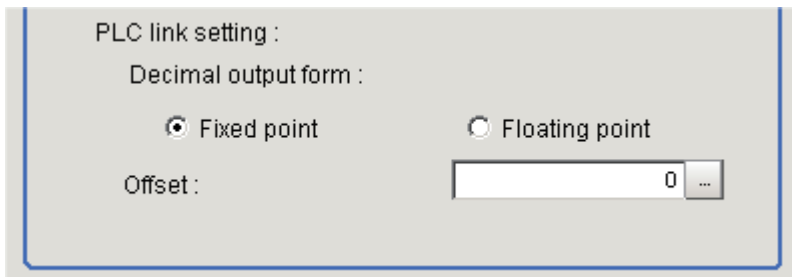 PLC link setting :
Decimal output form :
Fixed point Floating point
Offset : 0 ...